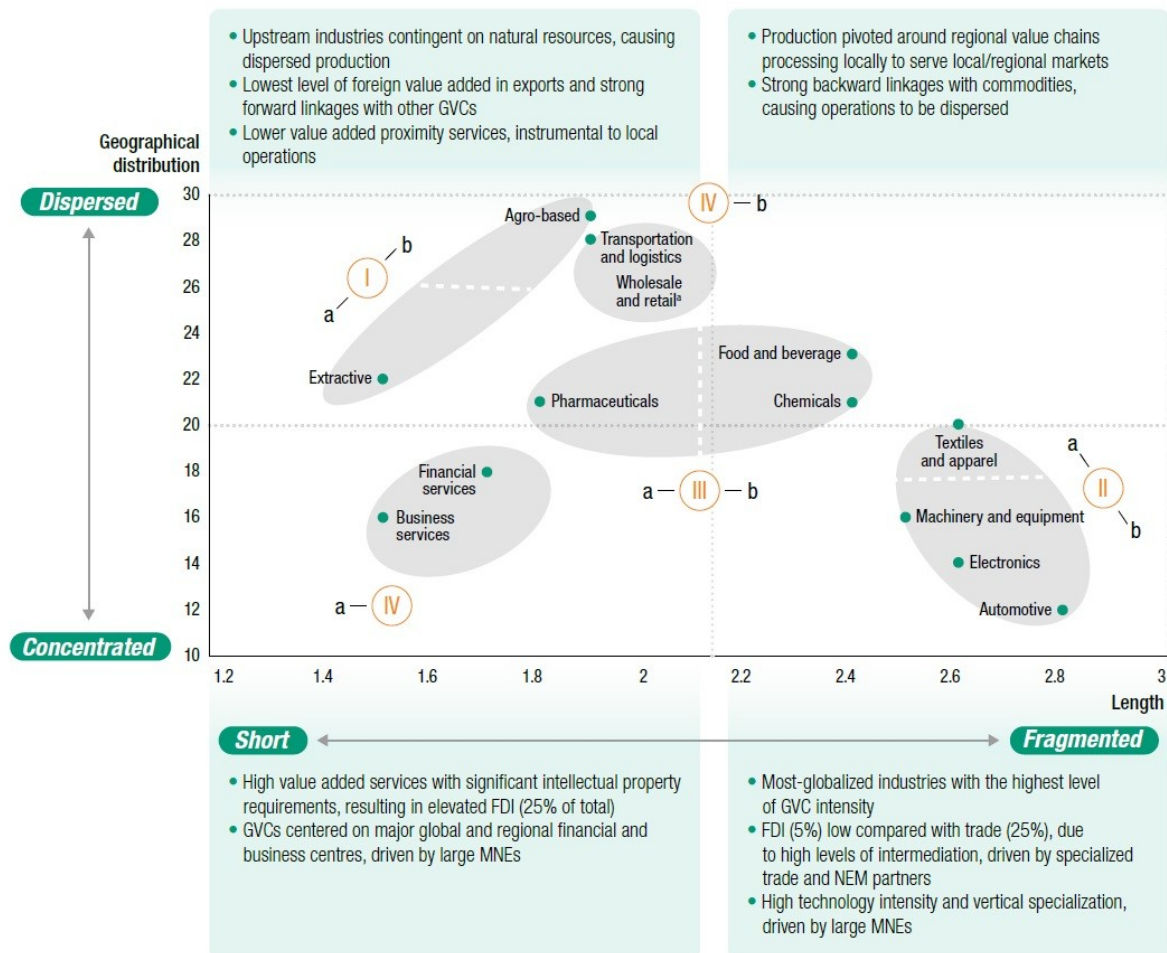 • Upstream industries contingent on natural resources, causing
dispersed production
• Lowest level of foreign value added in exports and strong
forward linkages with other GVCs
• Lower value added proximity services, instrumental to local
operations
• Production pivoted around regional value chains
processing locally to serve local/regional markets
• Strong backward linkages with commodities,
causing operations to be dispersed
Geographical
distribution
Dispersed
Concentrated
30
28
26
24
22
20
18
16
14
12
10
Agro-based
IV b
b
I
a
Transportation
and logistics
Wholesale
and retailᵃ
Extractive
Food and beverage
Pharmaceuticals
Chemicals
Textiles
and apparel
a
II
b
Financial
services
a III b
Business
services
Machinery and equipment
Electronics
a IV
Automotive
1.2 1.4 1.6 1.8 2 2.2 2.4 2.6 2.8 3
Length
Short
Fragmented
• High value added services with significant intellectual property
requirements, resulting in elevated FDI (25% of total)
• GVCs centered on major global and regional financial and
business centres, driven by large MNEs
• Most-globalized industries with the highest level
of GVC intensity
• FDI (5%) low compared with trade (25%), due
to high levels of intermediation, driven by specialized
trade and NEM partners
• High technology intensity and vertical specialization,
driven by large MNEs